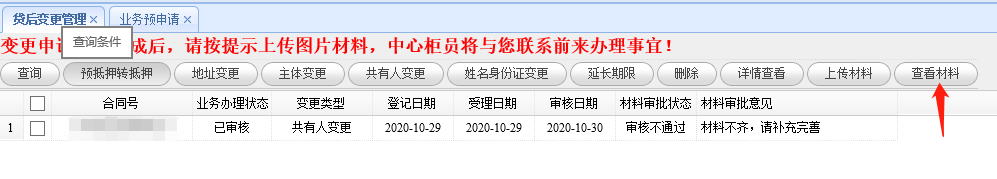 贷后变更管理 × 业务预申请 ×
查询条件
变更申 成后，请按提示上传图片材料，中心柜员将与您联系前来办理事宜！
查询 预抵押转抵押 地址变更 主体变更 共有人变更 姓名身份证变更 延长期限 删除 详情查看 上传材料 查看材料
合同号 业务办理状态 变更类型 登记日期 受理日期 审核日期 材料审批状态 材料审批意见
1 已审核 共有人变更 2020-10-29 2020-10-29 2020-10-30 审核不通过 材料不齐，请补充完善